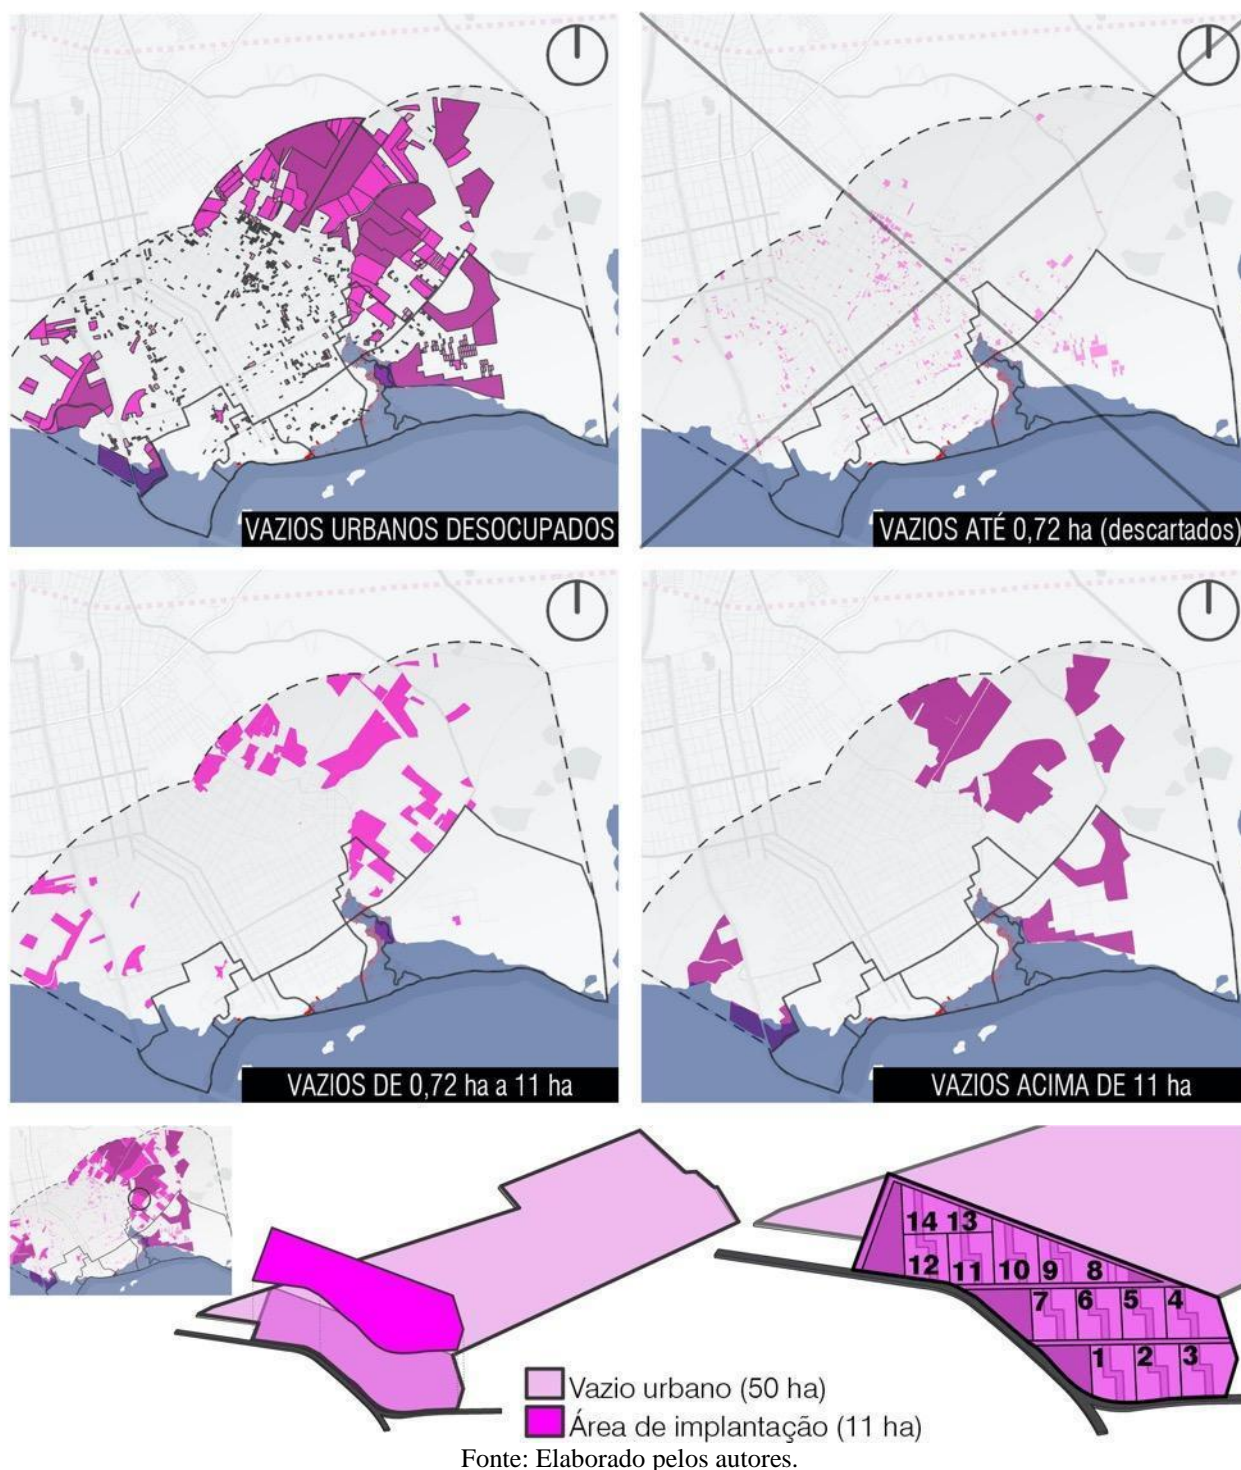 VAZIOS URBANOS DESOCUPADOS
VAZIOS ATÉ 0,72 ha (descartados)
VAZIOS DE 0,72 ha a 11 ha
VAZIOS ACIMA DE 11 ha
14 13
12 11 10 9 8
7 6 5 4
1 2 3
Vazio urbano (50 ha)
Área de implantação (11 ha)
Fonte: Elaborado pelos autores.